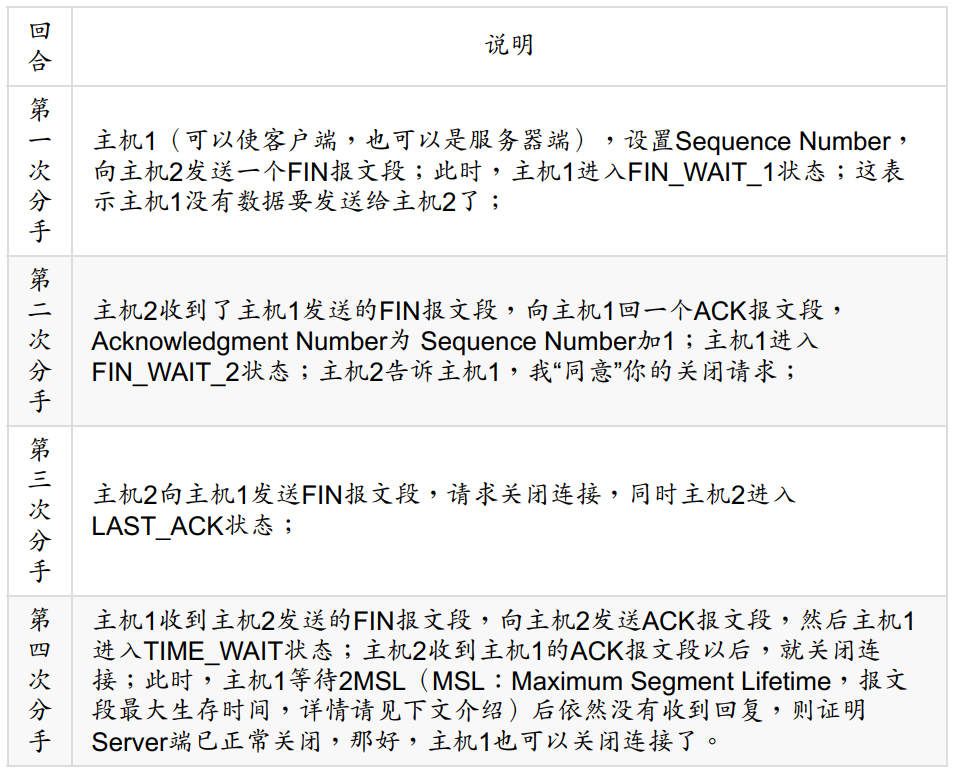 回
合
说明
第
一
次
分
手
主机1（可以使客户端，也可以是服务器端），设置Sequence Number，
向主机2发送一个FIN报文段；此时，主机1进入FIN_WAIT_1状态；这表
示主机1没有数据要发送给主机2了；
第
二
次
分
手
主机2收到了主机1发送的FIN报文段，向主机1回一个ACK报文段，
Acknowledgment Number为 Sequence Number加1；主机1进入
FIN_WAIT_2状态；主机2告诉主机1，我“同意”你的关闭请求；
第
三
次
分
手
主机2向主机1发送FIN报文段，请求关闭连接，同时主机2进入
LAST_ACK状态；
第
四
次
分
手
主机1收到主机2发送的FIN报文段，向主机2发送ACK报文段，然后主机1
进入TIME_WAIT状态；主机2收到主机1的ACK报文段以后，就关闭连
接；此时，主机1等待2MSL（MSL：Maximum Segment Lifetime，报文
段最大生存时间，详情请见下文介绍）后依然没有收到回复，则证明
Server端已正常关闭，那好，主机1也可以关闭连接了。